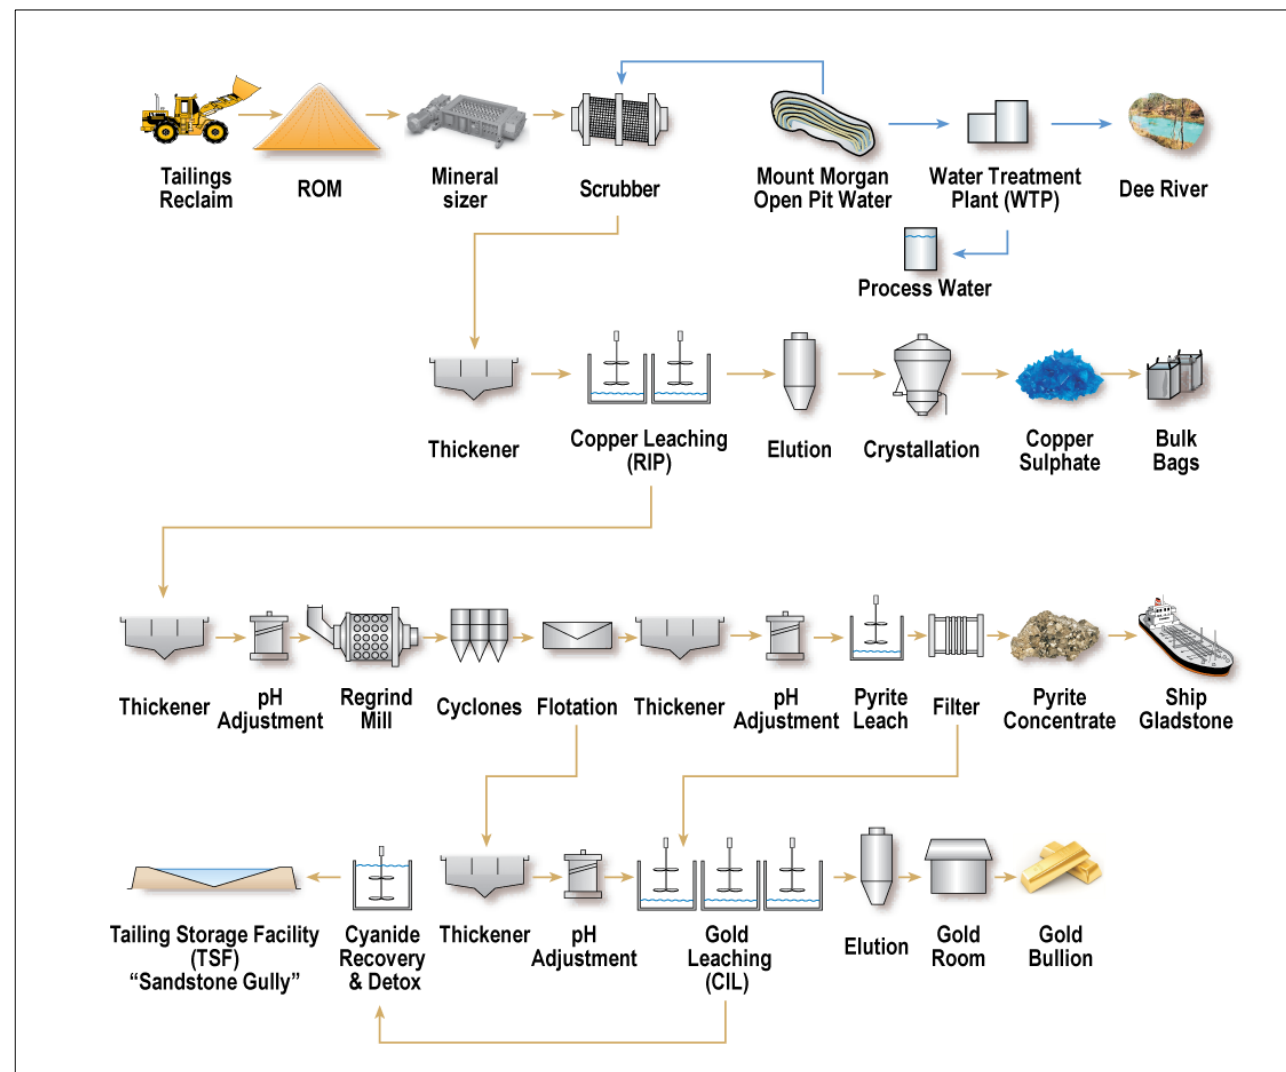 Tailings
Reclaim
ROM
Mineral
sizer
Scrubber
Mount Morgan
Open Pit Water
Water Treatment
Plant (WTP)
Dee River
Process Water
Thickener
Copper Leaching
(RIP)
Elution
Crystallation
Copper
Sulphate
Bulk
Bags
Thickener
pH
Adjustment
Regrind
Mill
Cyclones
Flotation
Thickener
pH
Adjustment
Pyrite
Leach
Filter
Pyrite
Concentrate
Ship
Gladstone
Tailing Storage Facility
(TSF)
“Sandstone Gully”
Cyanide
Recovery
& Detox
Thickener
pH
Adjustment
Gold
Leaching
(CIL)
Elution
Gold
Room
Gold
Bullion